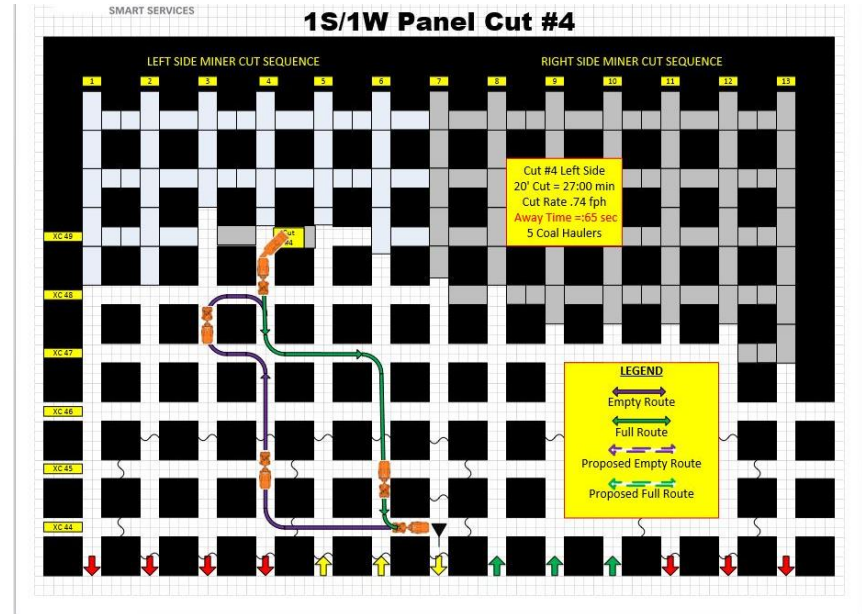 SMART SERVICES
1S/1W Panel Cut #4
LEFT SIDE MINER CUT SEQUENCE
RIGHT SIDE MINER CUT SEQUENCE
1 2 3 4 5 6 7 8 9 10 11 12 13
Cut #4 Left Side
20' Cut = 27:00 min
Cut Rate .74 fph
Away Time =:65 sec
5 Coal Haulers
Cut
#4
XC 49
XC 48
XC 47
XC 46
XC 45
XC 44
LEGEND
Empty Route
Full Route
Proposed Empty Route
Proposed Full Route